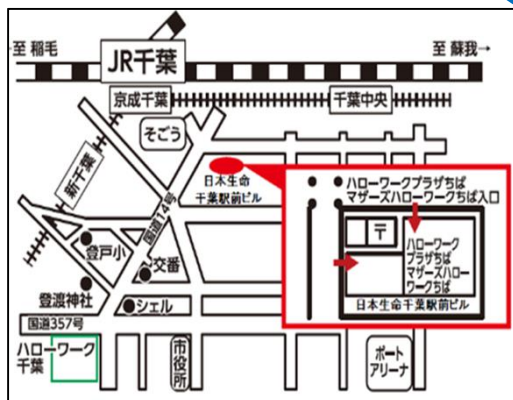 至 稲毛
至 蘇我→
JR千葉
京成千葉
千葉中央
そごう
新千葉
日本生命
千葉駅前ビル
国道14号
登戸小
交番
登渡神社
シェル
国道357号
ハローワーク
千葉
市役所
ポート
アリーナ
ハローワークプラザちば
マザーズハローワークちば入口
〒
ハローワーク
プラザちば
マザーズハロー
ワークちば
日本生命千葉駅前ビル